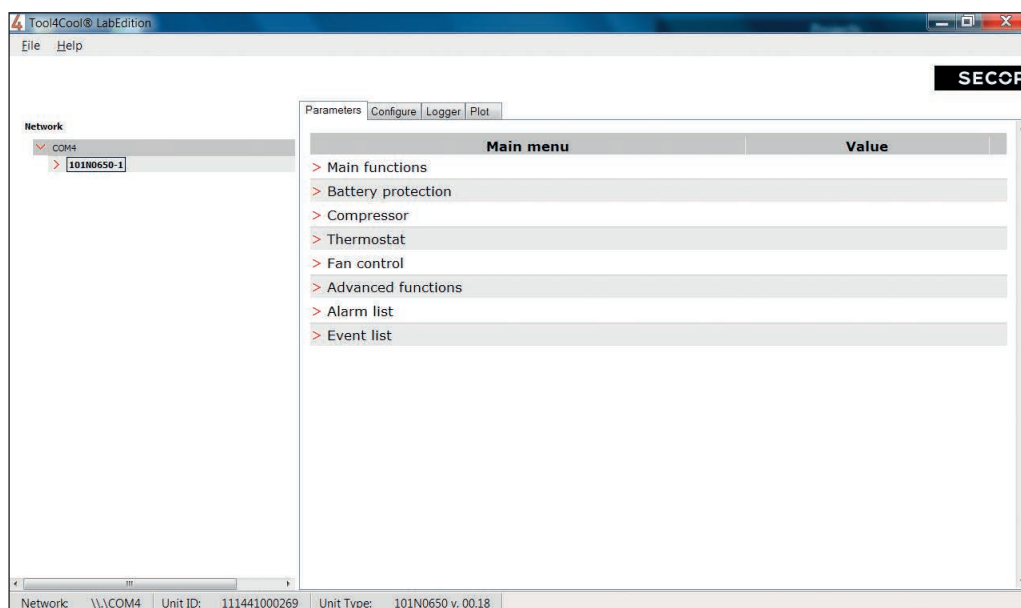 4 Tool4Cool® LabEdition
File Help
SECOP
Parameters Configure Logger Plot
Network
COM4
101N0650-1
Main menu Value
> Main functions
> Battery protection
> Compressor
> Thermostat
> Fan control
> Advanced functions
> Alarm list
> Event list
Network: \\.\COM4 Unit ID: 111441000269 Unit Type: 101N0650 v. 00.18